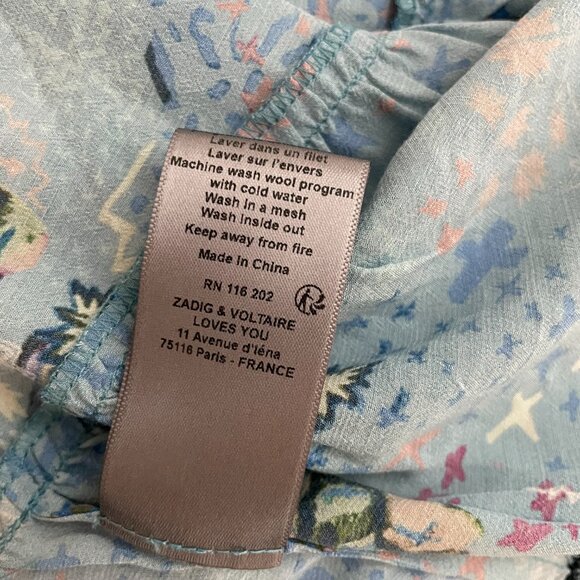 Laver dans un filet
Laver sur l'envers
Machine wash wool program
with cold water
Wash in a mesh
Wash inside out
Keep away from fire
Made in China
RN 116 202
ZADIG & VOLTAIRE
LOVES YOU
11 Avenue d'Iéna
75116 Paris - FRANCE